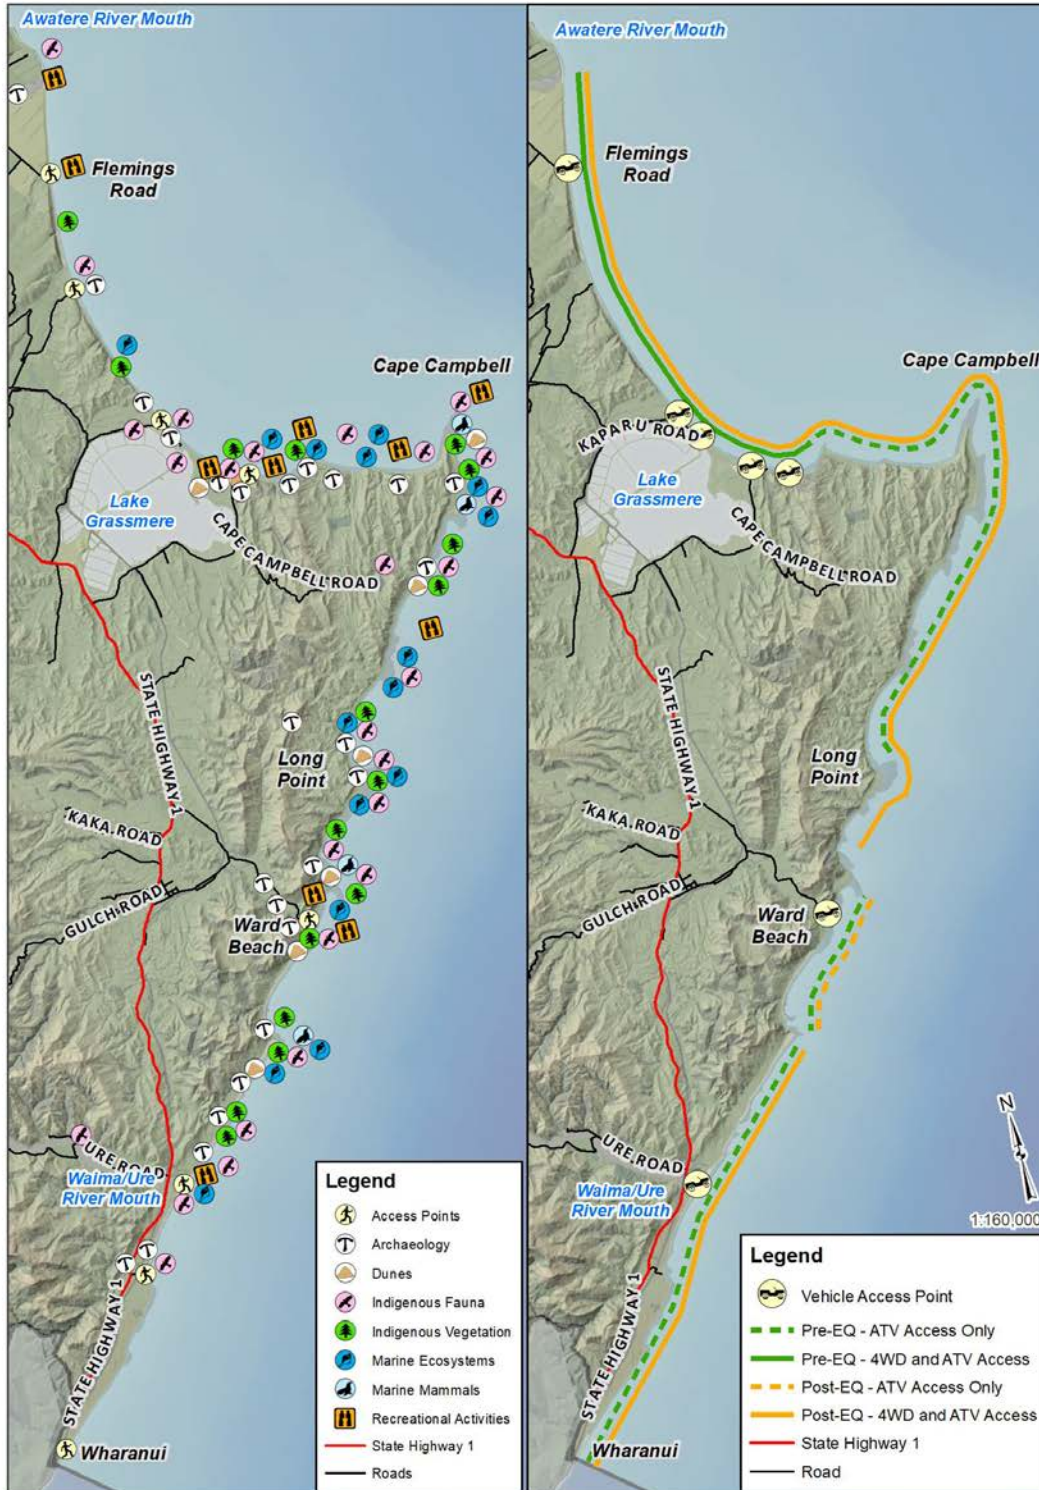 Awatere River Mouth
Flemings
Road
Cape Campbell
Lake
Grassmere
CAPE CAMPBELL ROAD
STATE HIGHWAY 1
Long
Point
KAKA ROAD
GULCH ROAD
Ward
Beach
URE ROAD
Waima/Ure
River Mouth
STATE HIGHWAY 1
Wharanui
Legend
Access Points
Archaeology
Dunes
Indigenous Fauna
Indigenous Vegetation
Marine Ecosystems
Marine Mammals
Recreational Activities
State Highway 1
Roads
Awatere River Mouth
Flemings
Road
Cape Campbell
KAPARU ROAD
Lake
Grassmere
CAPE CAMPBELL ROAD
STATE HIGHWAY 1
Long
Point
KAKA ROAD
GULCH ROAD
Ward
Beach
URE ROAD
Waima/Ure
River Mouth
N
1:160,000
STATE HIGHWAY 1
Wharanui
Legend
Vehicle Access Point
Pre-EQ - ATV Access Only
Pre-EQ - 4WD and ATV Access
Post-EQ - ATV Access Only
Post-EQ - 4WD and ATV Access
State Highway 1
Road